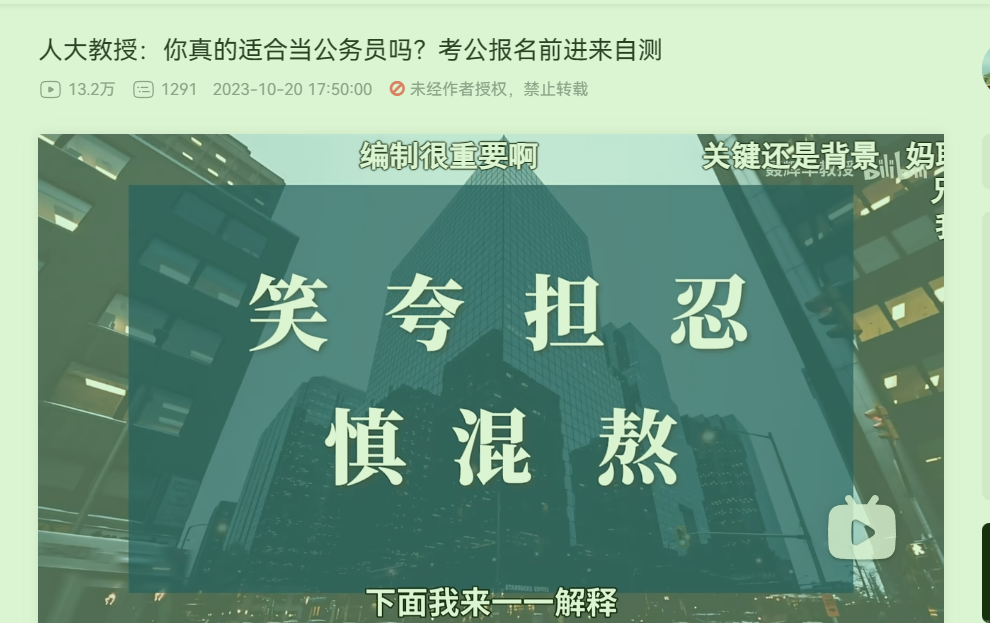 人大教授：你真的适合当公务员吗？考公报名前进来自测
13.2万 1291 2023-10-20 17:50:00 未经作者授权，禁止转载
编制很重要啊 关键还是背景
教授 bilibili
笑 夸 担 忍
慎 混 熬
下面我来一一解释